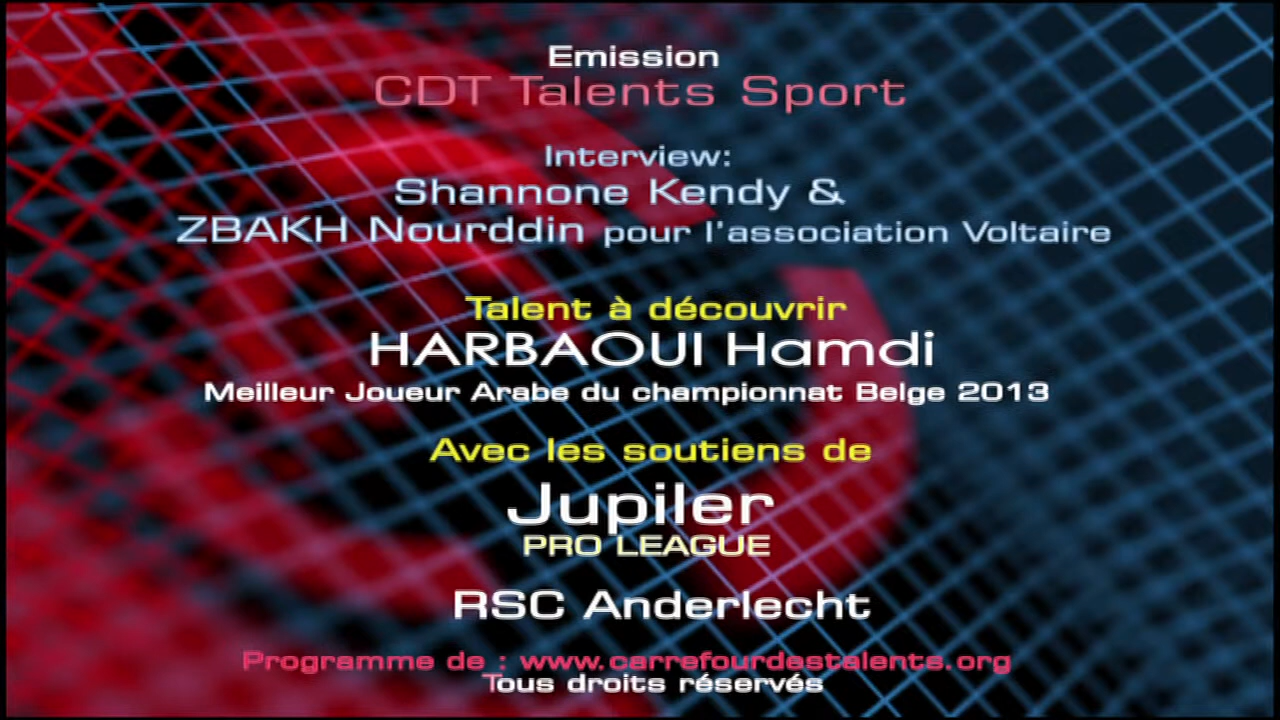 Emission
CDT Talents Sport
Interview:
Shannone Kendy &
ZBAKH Nourddin pour l'association Voltaire
Talent à découvrir
HARBAOUI Hamdi
Meilleur Joueur Arabe du championnat Belge 2013
Avec les soutiens de
Jupiler
PRO LEAGUE
RSC Anderlecht
Programme de : www.carrefourdestalents.org
Tous droits réservés